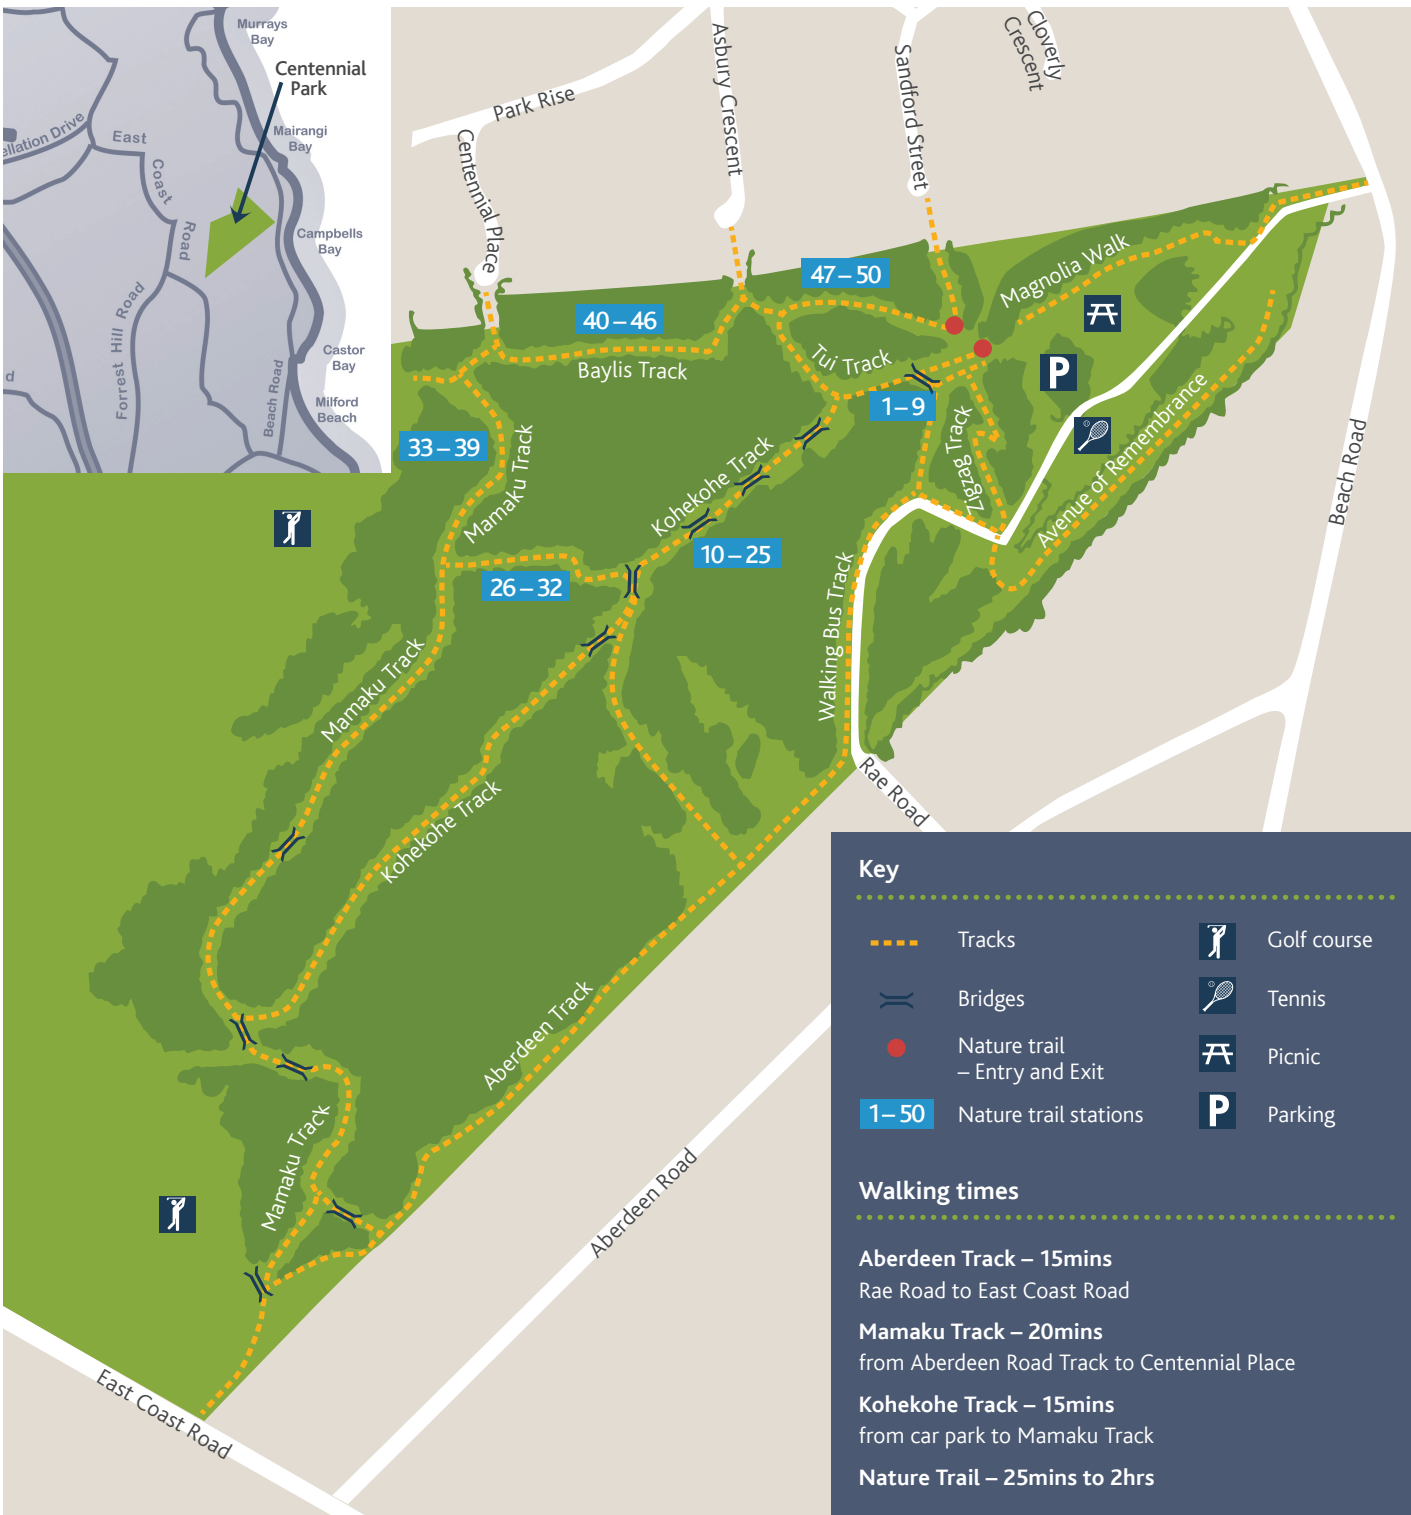 Murrays
Bay
Centennial
Park
Mairangi
Bay
ellation Drive
East
Coast
Road
Campbells
Bay
Forrest Hill Road
Castor
Bay
Beach Road
Milford
Beach
d
Park Rise
Centennial Place
Asbury Crescent
Sandford Street
Cloverly
Crescent
Magnolia Walk
47 – 50
40 – 46
Baylis Track
Tui Track
1 – 9
P
33 – 39
Mamaku Track
Kohekohe Track
Zigzag Track
Avenue of Remembrance
Beach Road
10 – 25
26 – 32
Walking Bus Track
Mamaku Track
Kohekohe Track
Rae Road
Aberdeen Track
Mamaku Track
Aberdeen Road
East Coast Road
Key
Tracks
Golf course
Bridges
Tennis
Nature trail
– Entry and Exit
Picnic
1 – 50
Nature trail stations
P
Parking
Walking times
Aberdeen Track – 15mins
Rae Road to East Coast Road
Mamaku Track – 20mins
from Aberdeen Road Track to Centennial Place
Kohekohe Track – 15mins
from car park to Mamaku Track
Nature Trail – 25mins to 2hrs